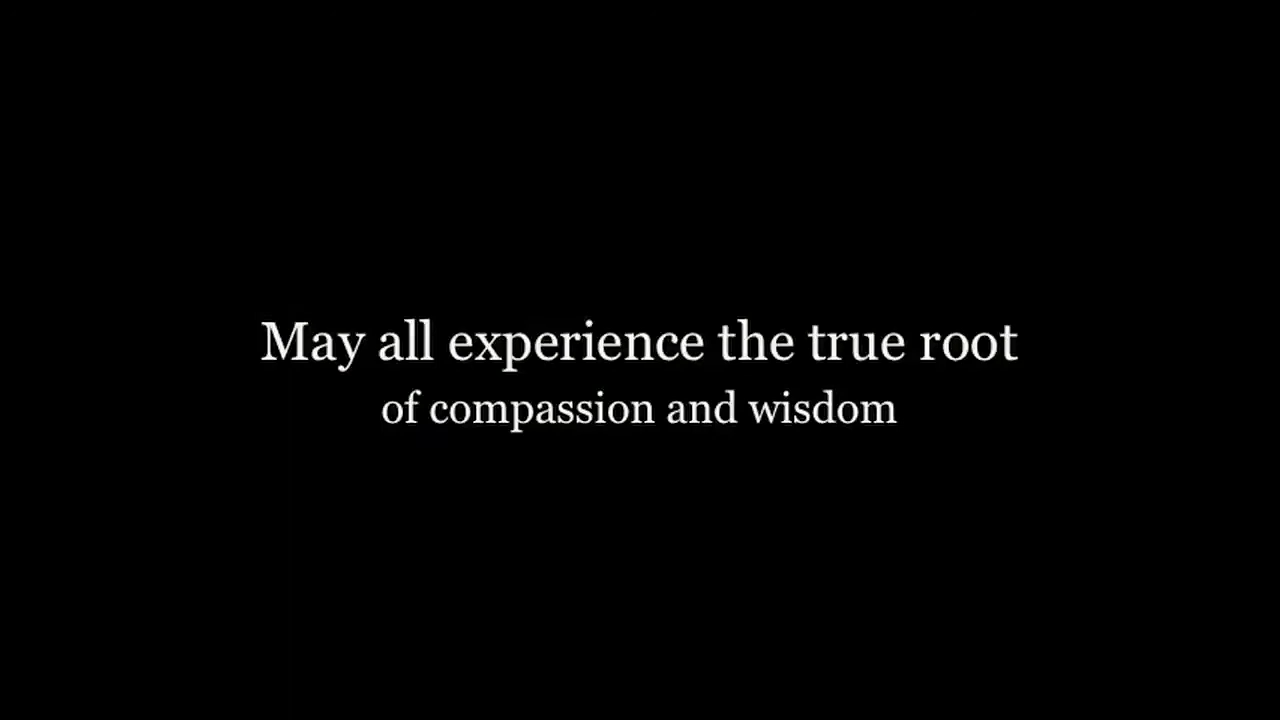 May all experience the true root
of compassion and wisdom